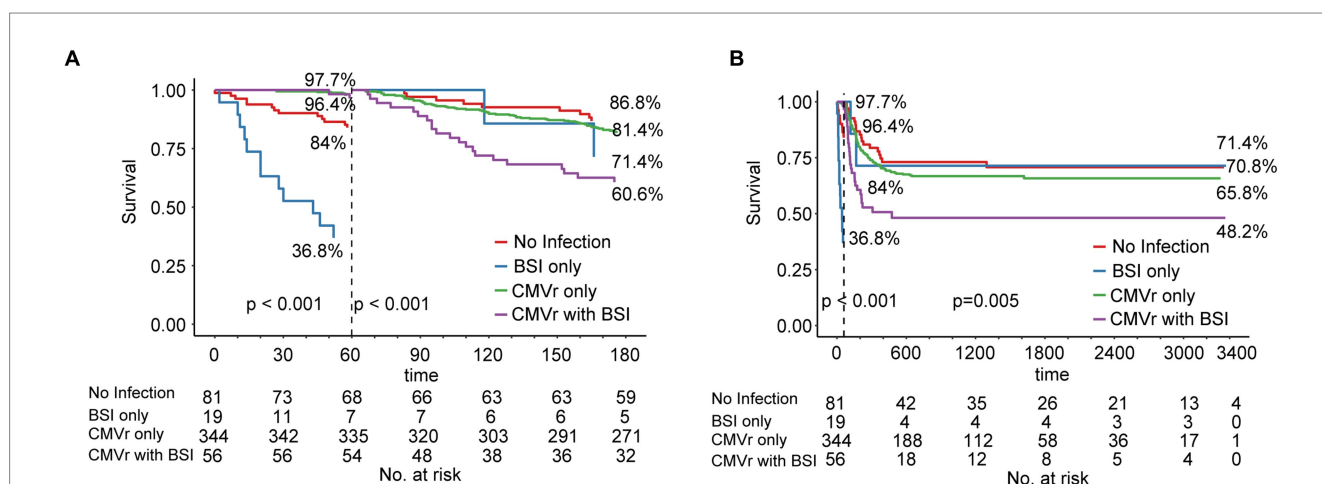 A
1.00
0.75
0.50
0.25
0.00
Survival
97.7%
96.4%
84%
36.8%
86.8%
81.4%
71.4%
60.6%
No Infection
BSI only
CMVr only
CMVr with BSI
p < 0.001
p < 0.001
0 30 60 90 120 150 180
time
No Infection 81 73 68 66 63 63 59
BSI only 19 11 7 7 6 6 5
CMVr only 344 342 335 320 303 291 271
CMVr with BSI 56 56 54 48 38 36 32
No. at risk
B
1.00
0.75
0.50
0.25
0.00
Survival
97.7%
96.4%
84%
36.8%
71.4%
70.8%
65.8%
48.2%
No Infection
BSI only
CMVr only
CMVr with BSI
p < 0.001
p=0.005
0 600 1200 1800 2400 3000 3400
time
No Infection 81 42 35 26 21 13 4
BSI only 19 4 4 4 3 3 0
CMVr only 344 188 112 58 36 17 1
CMVr with BSI 56 18 12 8 5 4 0
No. at risk